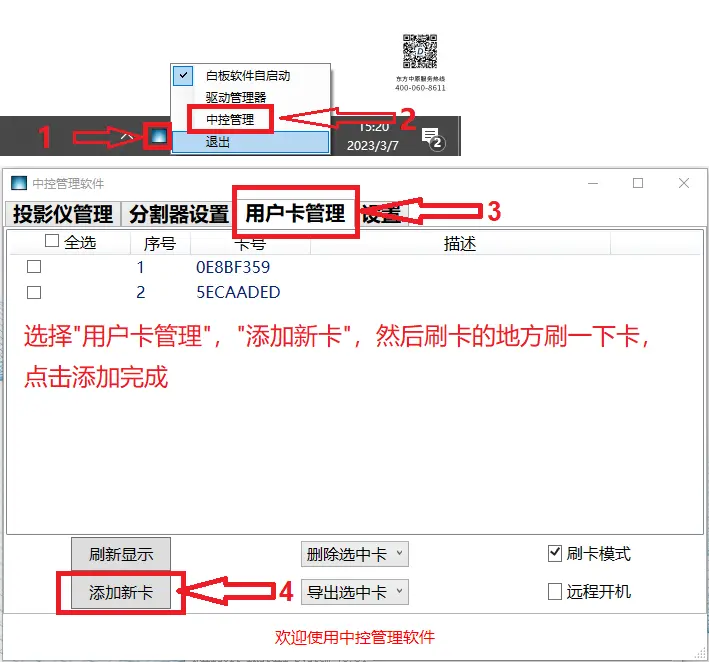 东方中原服务热线
400-060-8611
白板软件自启动
驱动管理器
中控管理
2
1
退出
15:20
2023/3/7
2
中控管理软件
投影仪管理 分割器设置 用户卡管理 设置
3
全选 序号 卡号 描述
1 0E8BF359
2 5ECAADED
选择"用户卡管理"，"添加新卡"，然后刷卡的地方刷一下卡，
点击添加完成
刷新显示 删除选中卡 刷卡模式
添加新卡 4 导出选中卡 远程开机
欢迎使用中控管理软件